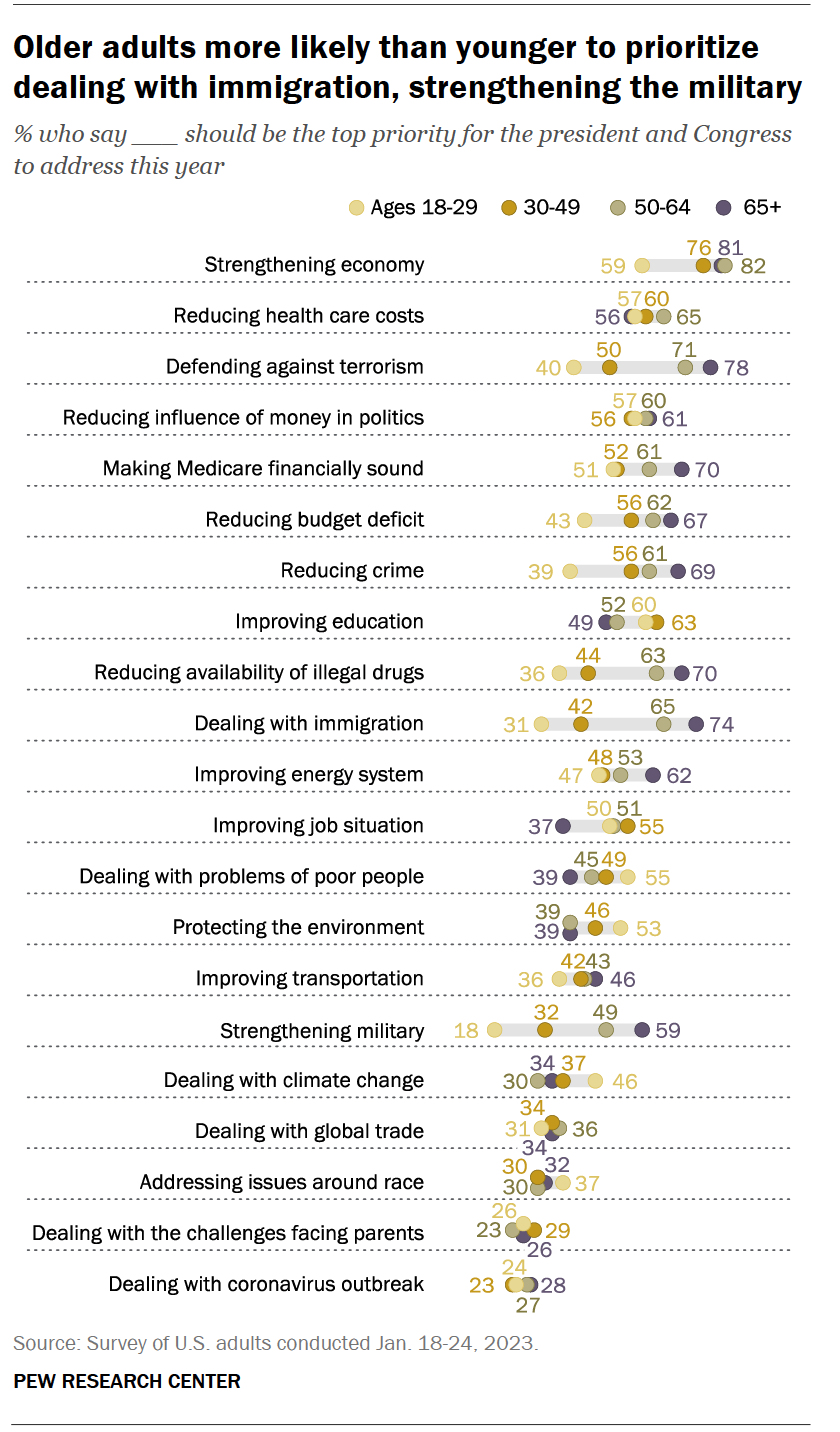 Older adults more likely than younger to prioritize
dealing with immigration, strengthening the military
% who say ___ should be the top priority for the president and Congress
to address this year
Ages 18-29 30-49 50-64 65+
76 81
Strengthening economy 59 82
57 60
Reducing health care costs 56 65
50 71
Defending against terrorism 40 78
57 60
Reducing influence of money in politics 56 61
52 61
Making Medicare financially sound 51 70
56 62
Reducing budget deficit 43 67
56 61
Reducing crime 39 69
52 60
Improving education 49 63
44 63
Reducing availability of illegal drugs 36 70
42 65
Dealing with immigration 31 74
48 53
Improving energy system 47 62
50 51
Improving job situation 37 55
45 49
Dealing with problems of poor people 39 55
39 46
Protecting the environment 39 53
42 43
Improving transportation 36 46
32 49
Strengthening military 18 59
34 37
Dealing with climate change 30 46
34
Dealing with global trade 31 36
34
30 32
Addressing issues around race 30 37
26
Dealing with the challenges facing parents 23 29
26
24
Dealing with coronavirus outbreak 23 28
27
Source: Survey of U.S. adults conducted Jan. 18-24, 2023.
PEW RESEARCH CENTER